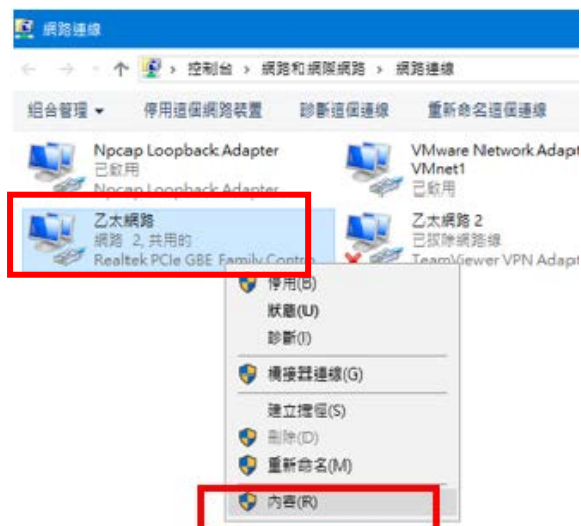 網路連線
控制台 › 網路和網際網路 › 網路連線
組合管理 停用這個網路裝置 診斷這個連線 重新命名這個連線
Npcap Loopback Adapter
已啟用
Npcap Loopback Adapter
VMware Network Adapt
VMnet1
已啟用
乙太網路
網路 2, 共用的
Realtek PCIe GBE Family Contro
乙太網路 2
已拔除網路線
TeamViewer VPN Adapt
停用(B)
狀態(U)
診斷(I)
橋接器連線(G)
建立捷徑(S)
刪除(D)
重新命名(M)
內容(R)